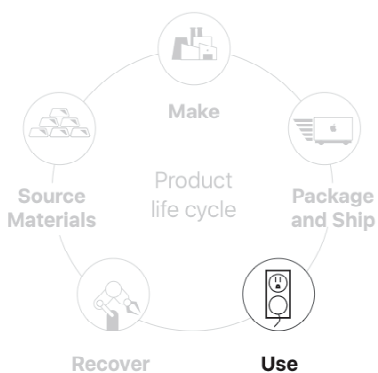 Make
Source
Materials
Product
life cycle
Package
and Ship
Recover
Use